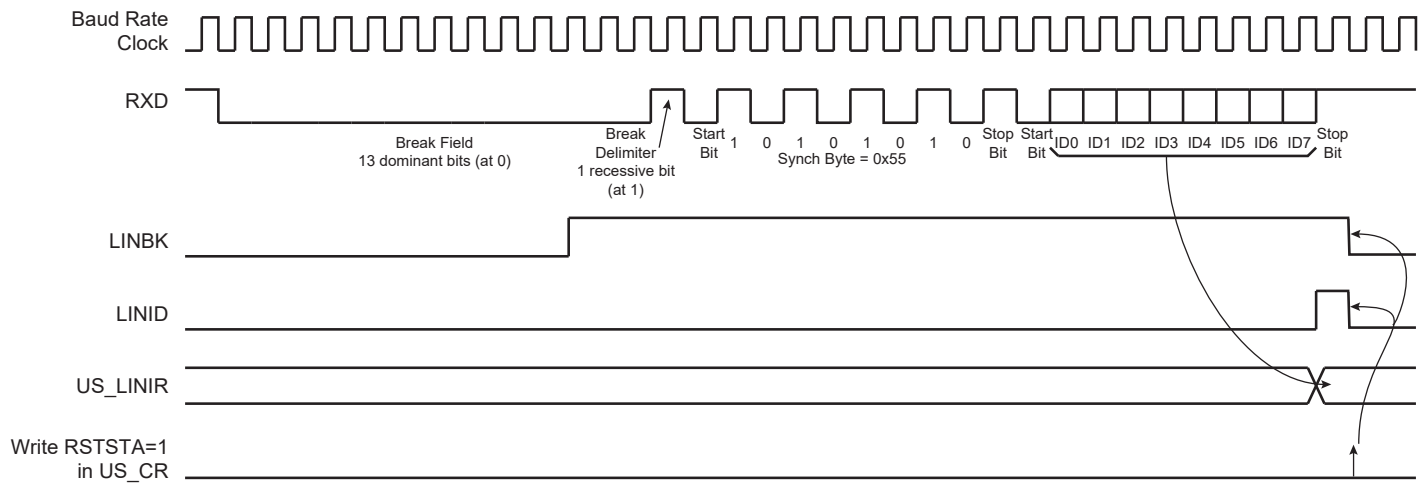 Baud Rate
Clock
RXD
Break Field
13 dominant bits (at 0)
Break
Delimiter
1 recessive bit
(at 1)
Start
Bit
1 0 1 0 1 0 1 0
Synch Byte = 0x55
Stop
Bit
Start
Bit
ID0 ID1 ID2 ID3 ID4 ID5 ID6 ID7
Stop
Bit
LINBK
LINID
US_LINIR
Write RSTSTA=1
in US_CR